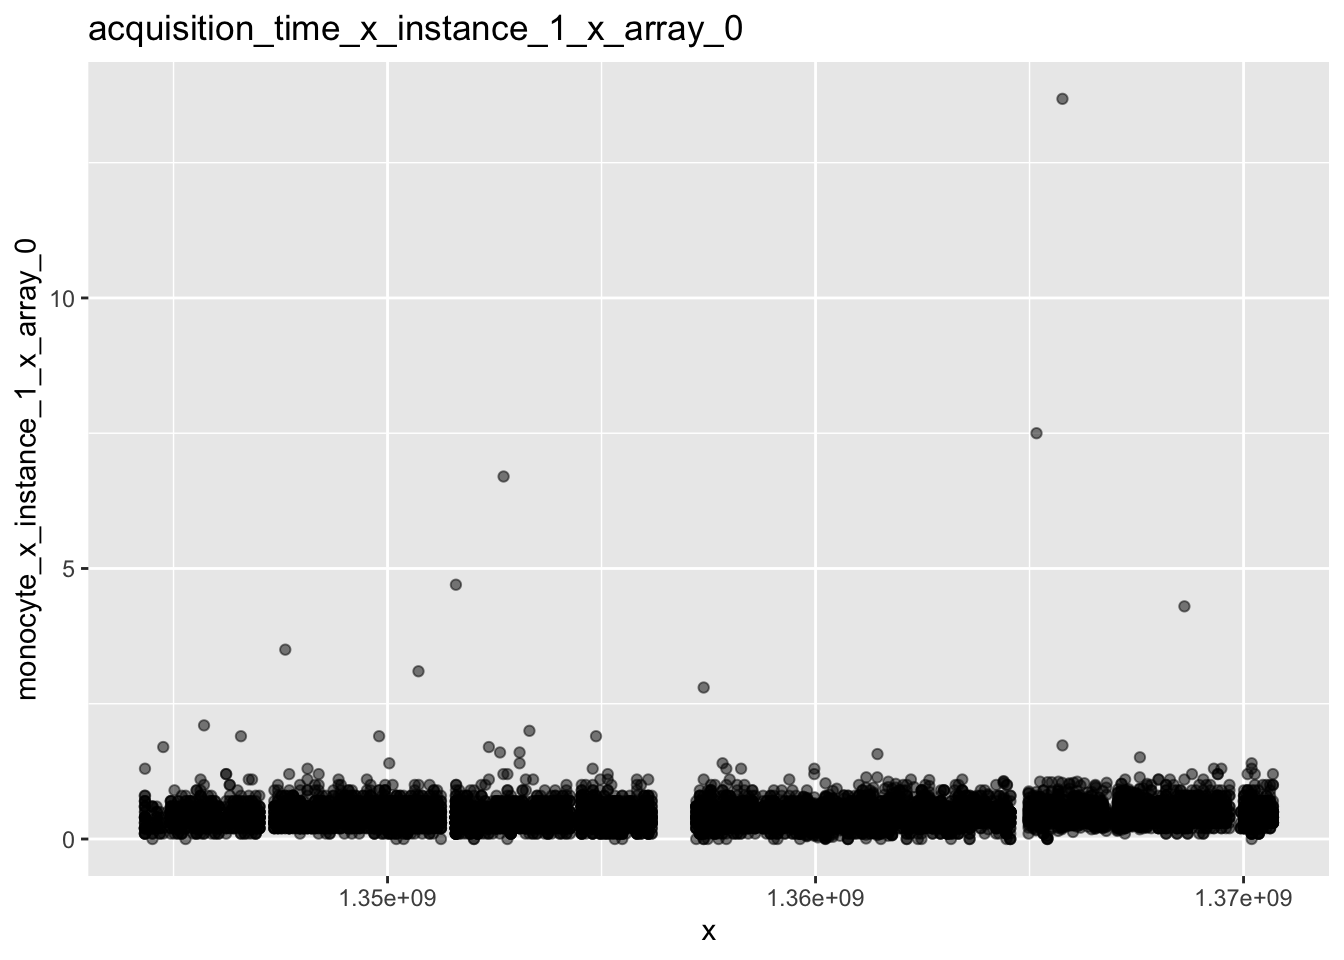 acquisition_time_x_instance_1_x_array_0
monocyte_x_instance_1_x_array_0
10
5
0
1.35e+09
1.36e+09
1.37e+09
x